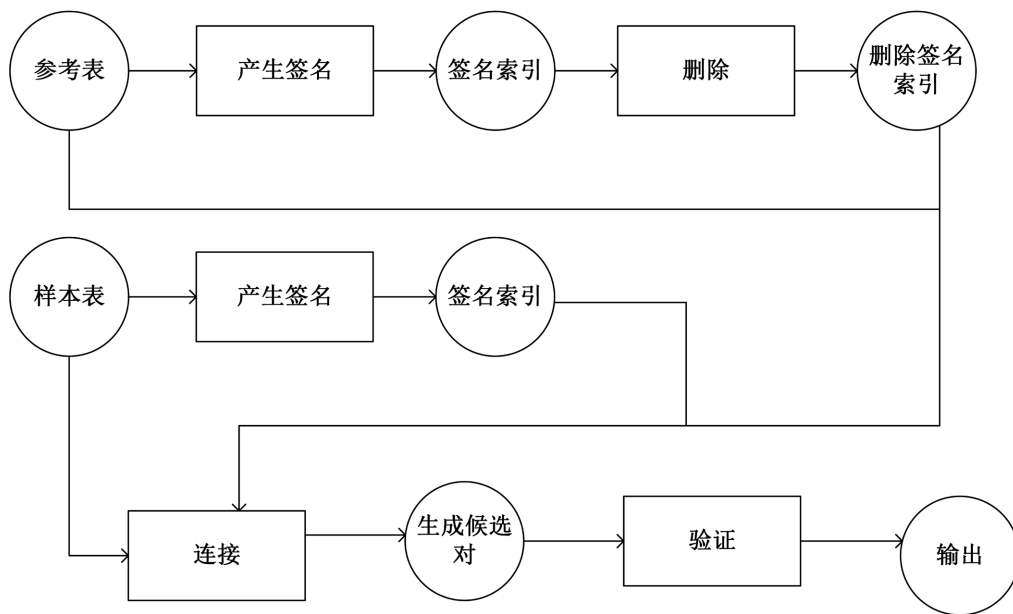 参考表
产生签名
签名索引
删除
删除签名
索引
样本表
产生签名
签名索引
连接
生成候选
对
验证
输出